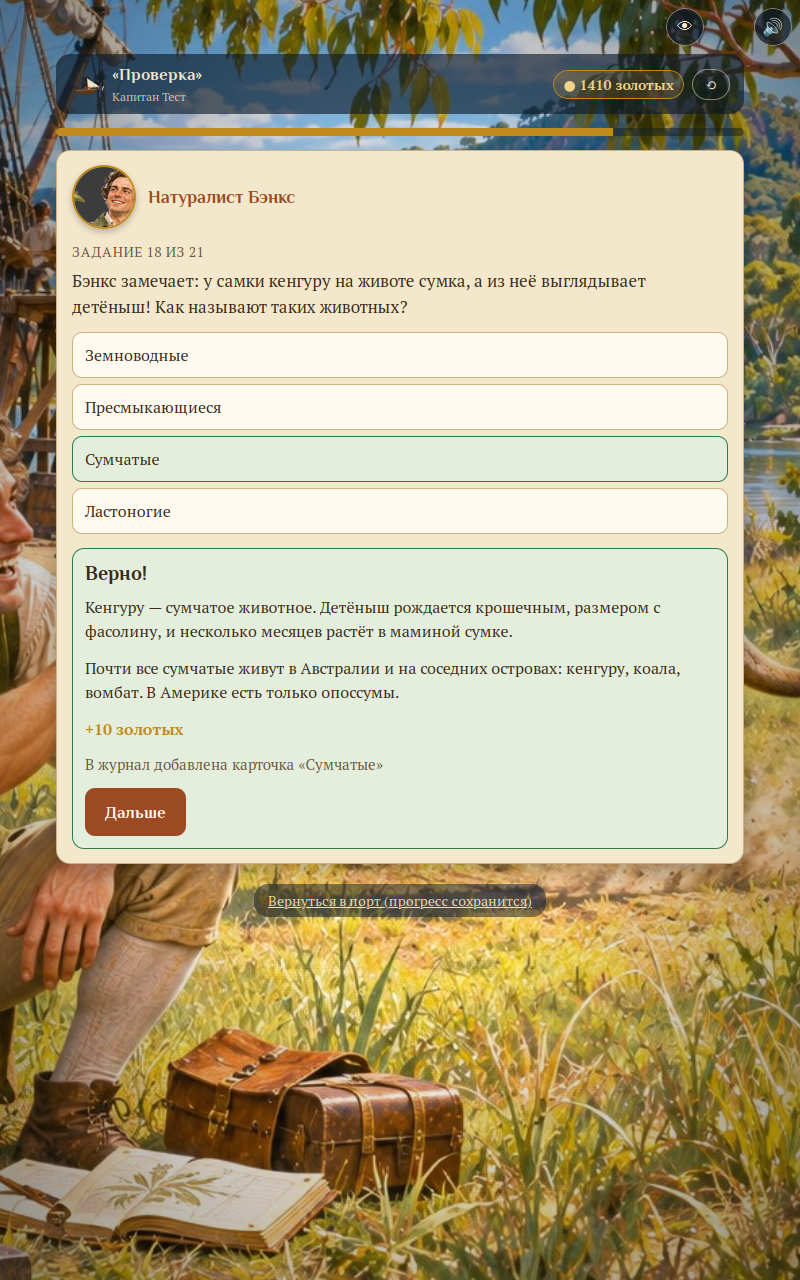 «Проверка»
Капитан Тест
1410 золотых
Натуралист Бэнкс
ЗАДАНИЕ 18 ИЗ 21
Бэнкс замечает: у самки кенгуру на животе сумка, а из неё выглядывает
детёныш! Как называют таких животных?
Земноводные
Пресмыкающиеся
Сумчатые
Ластоногие
Верно!
Кенгуру — сумчатое животное. Детёныш рождается крошечным, размером с
фасолину, и несколько месяцев растёт в маминой сумке.
Почти все сумчатые живут в Австралии и на соседних островах: кенгуру, коала,
вомбат. В Америке есть только опоссумы.
+10 золотых
В журнал добавлена карточка «Сумчатые»
Дальше
Вернуться в порт (прогресс сохранится)